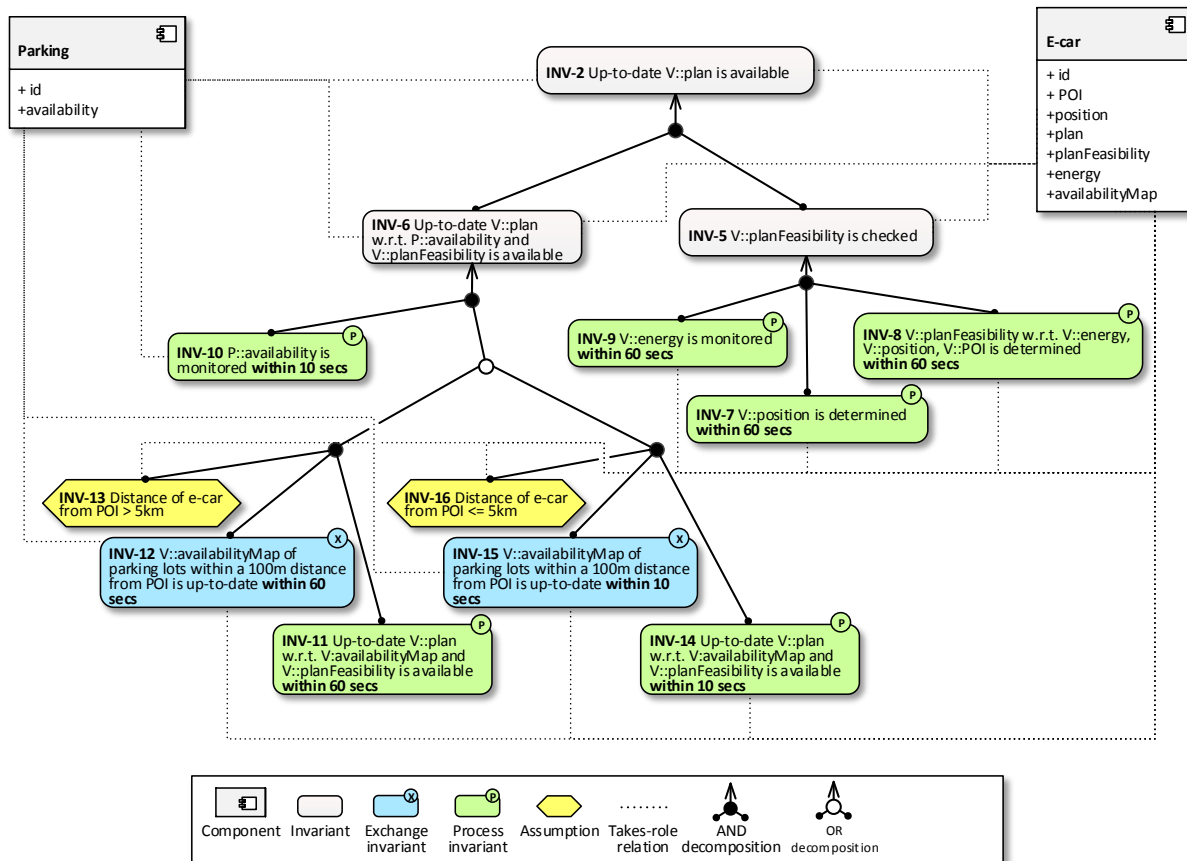 Parking
+ id
+availability
E-car
+ id
+ POI
+position
+plan
+planFeasibility
+energy
+availabilityMap
INV-2 Up-to-date V::plan is available
INV-6 Up-to-date V::plan
w.r.t. P::availability and
V::planFeasibility is available
INV-5 V::planFeasibility is checked
P
INV-10 P::availability is
monitored within 10 secs
P
INV-9 V::energy is monitored
within 60 secs
P
INV-8 V::planFeasibility w.r.t. V::energy,
V::position, V::POI is determined
within 60 secs
P
INV-7 V::position is determined
within 60 secs
INV-13 Distance of e-car
from POI > 5km
INV-16 Distance of e-car
from POI <= 5km
X
INV-12 V::availabilityMap of
parking lots within a 100m distance
from POI is up-to-date within 60
secs
X
INV-15 V::availabilityMap of
parking lots within a 100m distance
from POI is up-to-date within 10
secs
P
INV-11 Up-to-date V::plan
w.r.t. V:availabilityMap and
V::planFeasibility is available
within 60 secs
P
INV-14 Up-to-date V::plan
w.r.t. V:availabilityMap and
V::planFeasibility is available
within 10 secs
X
P
Component
Invariant
Exchange
invariant
Process
invariant
Assumption
Takes-role
relation
AND
decomposition
OR
decomposition